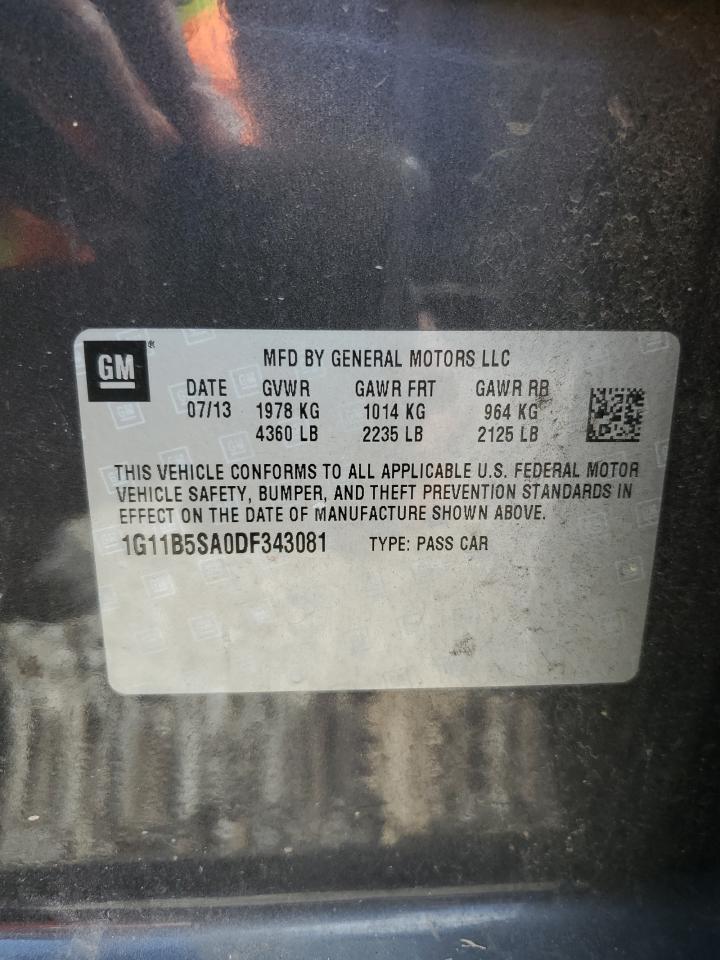 GM
MFD BY GENERAL MOTORS LLC
DATE GVWR GAWR FRT GAWR RR
07/13 1978 KG 1014 KG 964 KG
4360 LB 2235 LB 2125 LB
THIS VEHICLE CONFORMS TO ALL APPLICABLE U.S. FEDERAL MOTOR
VEHICLE SAFETY, BUMPER, AND THEFT PREVENTION STANDARDS IN
EFFECT ON THE DATE OF MANUFACTURE SHOWN ABOVE.
1G11B5SA0DF343081 TYPE: PASS CAR